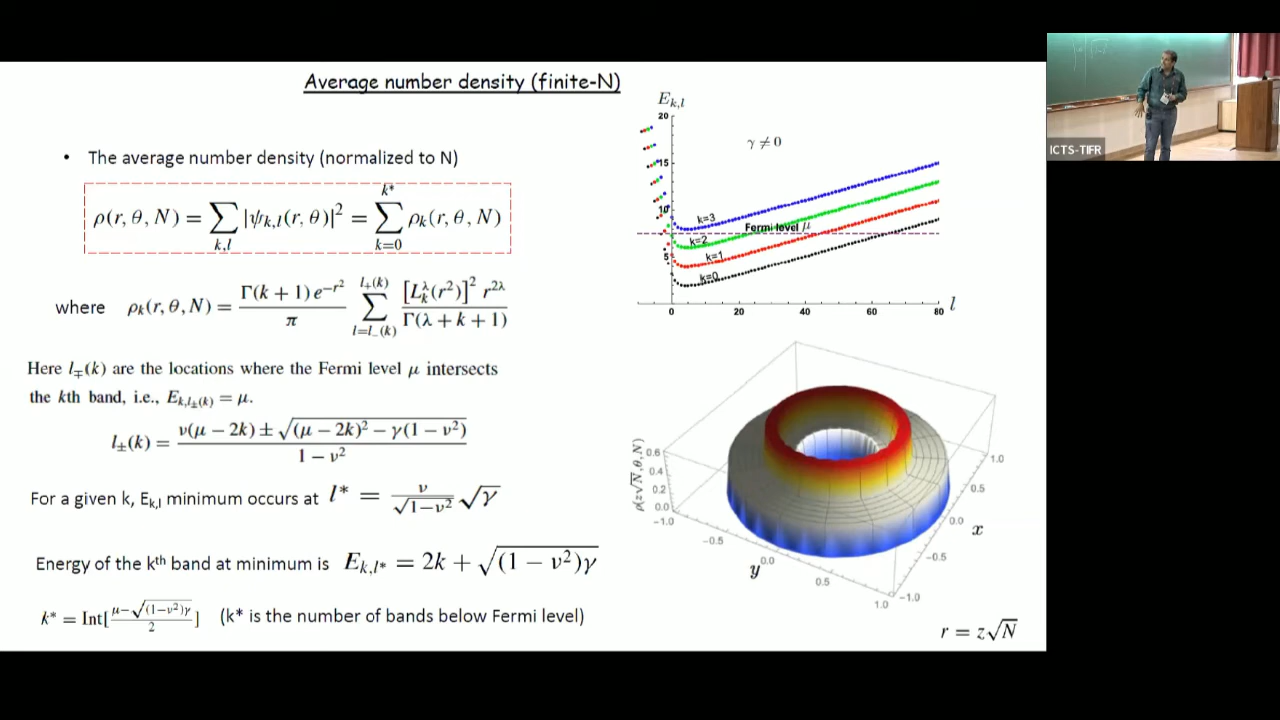 Average number density (finite-N)
• The average number density (normalized to N)
ρ(r, θ, N) = ∑_{k,l} |ψ_{k,l}(r, θ)|² = ∑_{k=0}^{k*} ρ_k(r, θ, N)
where ρ_k(r, θ, N) = Γ(k + 1) e^{-r²} / π ∑_{l=l_-(k)}^{l_+(k)} [L_k^λ(r²)]² r^{2λ} / Γ(λ + k + 1)
Here l_∓(k) are the locations where the Fermi level μ intersects
the kth band, i.e., E_{k,l_±(k)} = μ.
l_±(k) = ν(μ − 2k) ± √((μ − 2k)² − γ(1 − ν²)) / 1 − ν²
For a given k, E_{k,l} minimum occurs at l* = ν/√(1−ν²) √γ
Energy of the kth band at minimum is E_{k,l*} = 2k + √((1 − ν²)γ)
k* = Int[ μ−√((1−ν²)γ) / 2 ] (k* is the number of bands below Fermi level)
E_{k,l}
20
15
10
5
γ ≠ 0
k=3
Fermi level μ
k=2
k=1
k=0
0 20 40 60 80 l
ρ(z√N, θ, N)
0.6
0.4
0.2
0.0
−1.0
−0.5
0.0
0.5
1.0
y
1.0
0.5
0.0
−0.5
−1.0
x
r = z√N
ICTS-TIFR